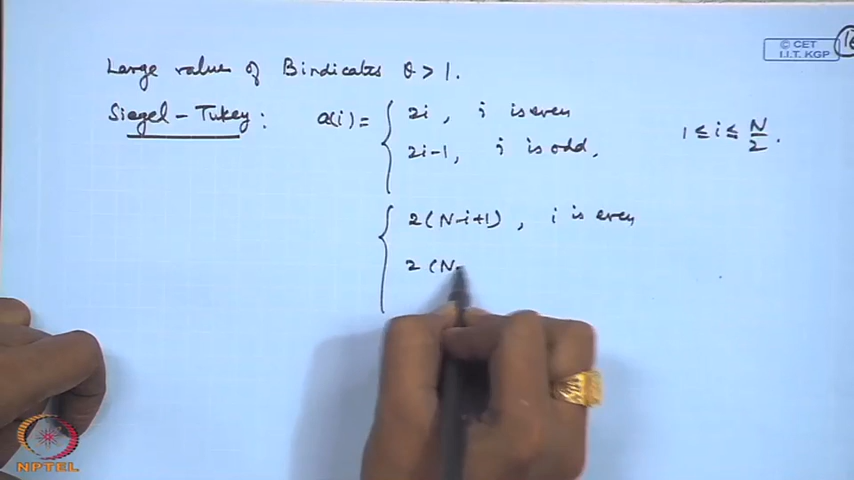 © CET
I.I.T. KGP
Large value of B indicates θ > 1.
Siegel - Tukey : a(i) = { 2i , i is even
2i-1, i is odd, 1 ≤ i ≤ N/2 .
{ 2(N-i+1) , i is even
2 (N-
NPTEL